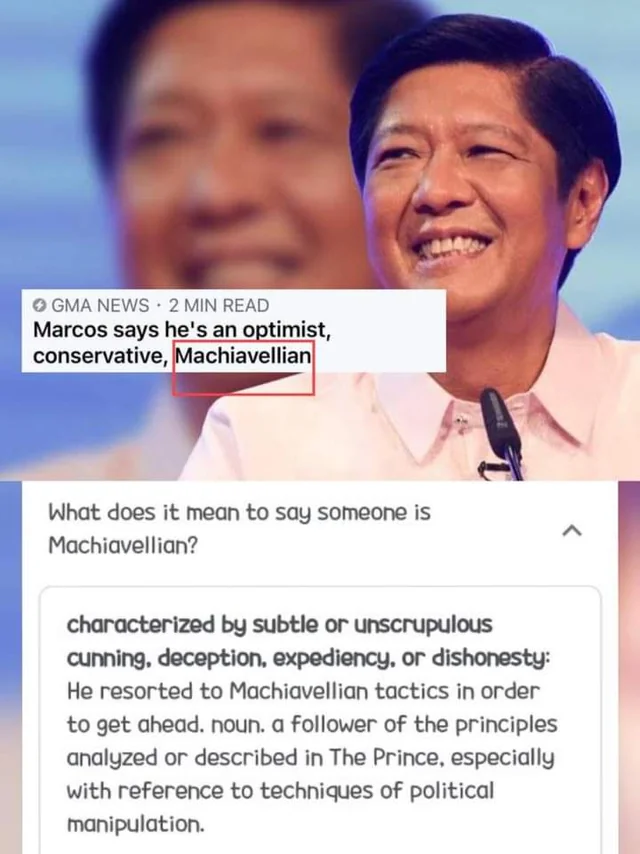 GMA NEWS · 2 MIN READ
Marcos says he's an optimist,
conservative, Machiavellian
What does it mean to say someone is
Machiavellian?
characterized by subtle or unscrupulous
cunning, deception, expediency, or dishonesty:
He resorted to Machiavellian tactics in order
to get ahead. noun. a follower of the principles
analyzed or described in The Prince, especially
with reference to techniques of political
manipulation.